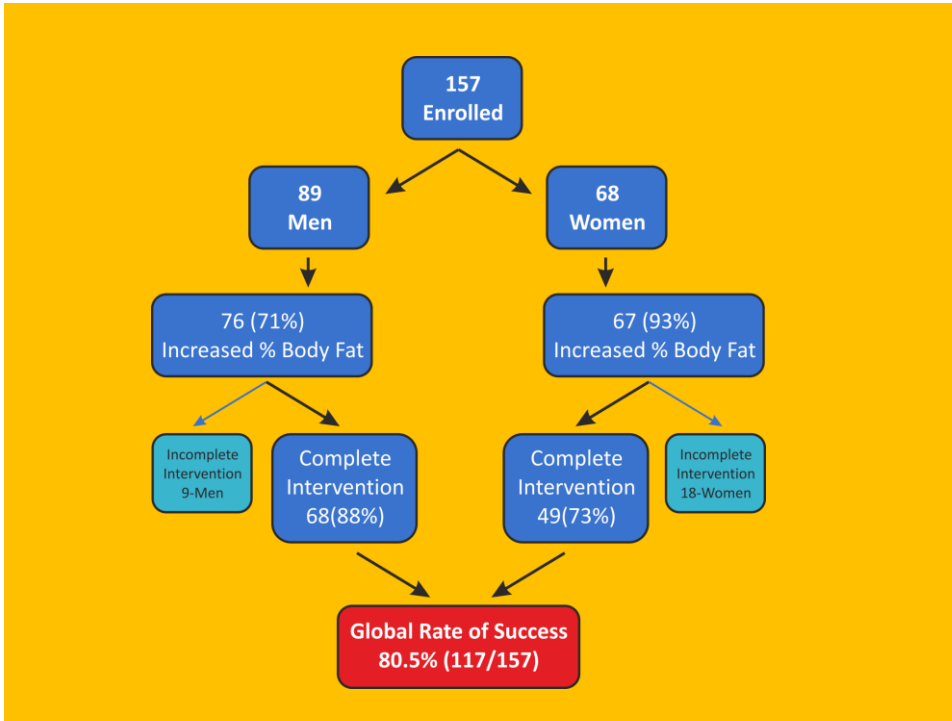 157
Enrolled
89
Men
68
Women
76 (71%)
Increased % Body Fat
67 (93%)
Increased % Body Fat
Incomplete
Intervention
9-Men
Complete
Intervention
68(88%)
Complete
Intervention
49(73%)
Incomplete
Intervention
18-Women
Global Rate of Success
80.5% (117/157)